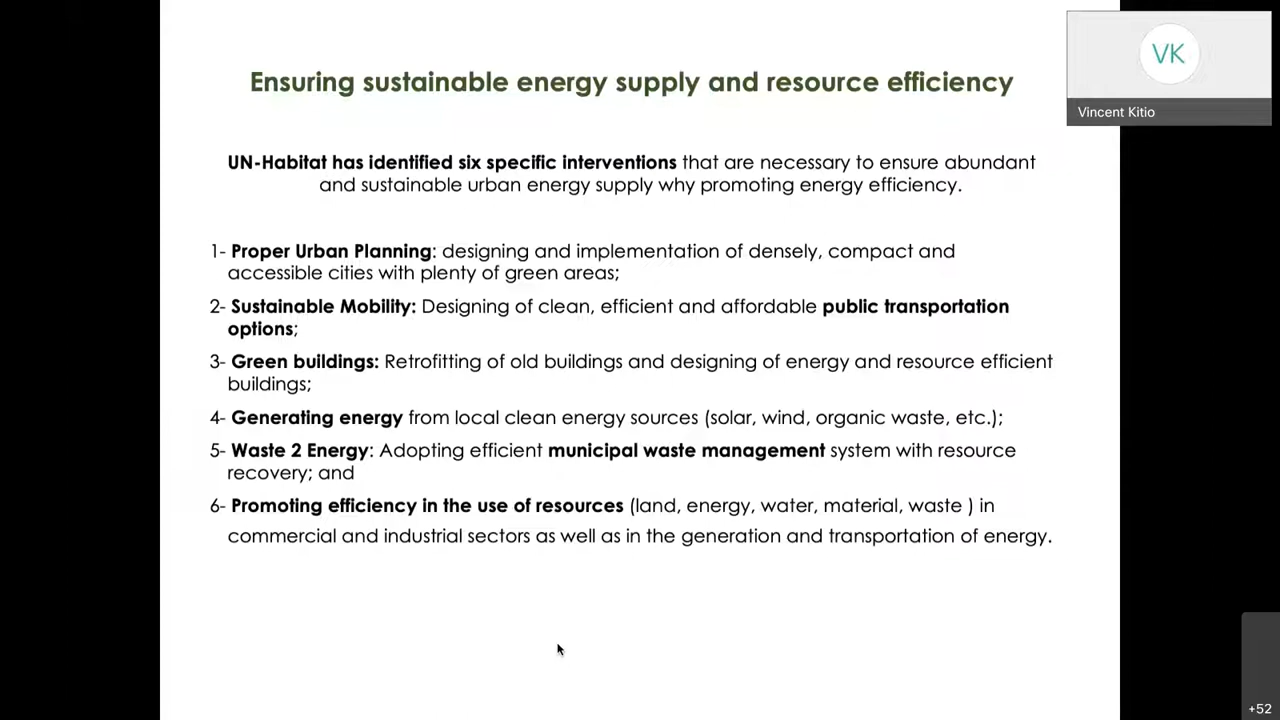 Ensuring sustainable energy supply and resource efficiency
VK
Vincent Kitio
UN-Habitat has identified six specific interventions that are necessary to ensure abundant
and sustainable urban energy supply why promoting energy efficiency.
1- Proper Urban Planning: designing and implementation of densely, compact and
accessible cities with plenty of green areas;
2- Sustainable Mobility: Designing of clean, efficient and affordable public transportation
options;
3- Green buildings: Retrofitting of old buildings and designing of energy and resource efficient
buildings;
4- Generating energy from local clean energy sources (solar, wind, organic waste, etc.);
5- Waste 2 Energy: Adopting efficient municipal waste management system with resource
recovery; and
6- Promoting efficiency in the use of resources (land, energy, water, material, waste ) in
commercial and industrial sectors as well as in the generation and transportation of energy.
+52